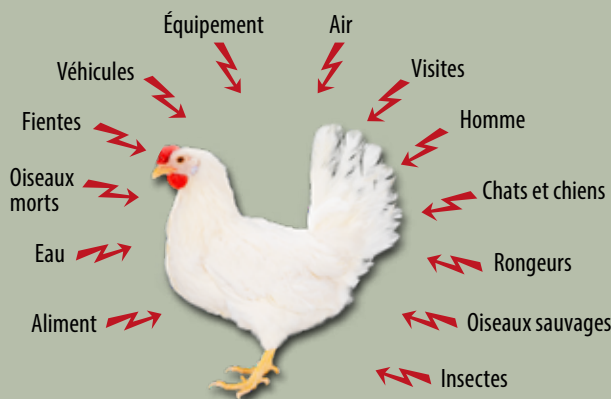 Équipement
Air
Véhicules
Visites
Fientes
Homme
Oiseaux
morts
Chats et chiens
Eau
Rongeurs
Aliment
Oiseaux sauvages
Insectes